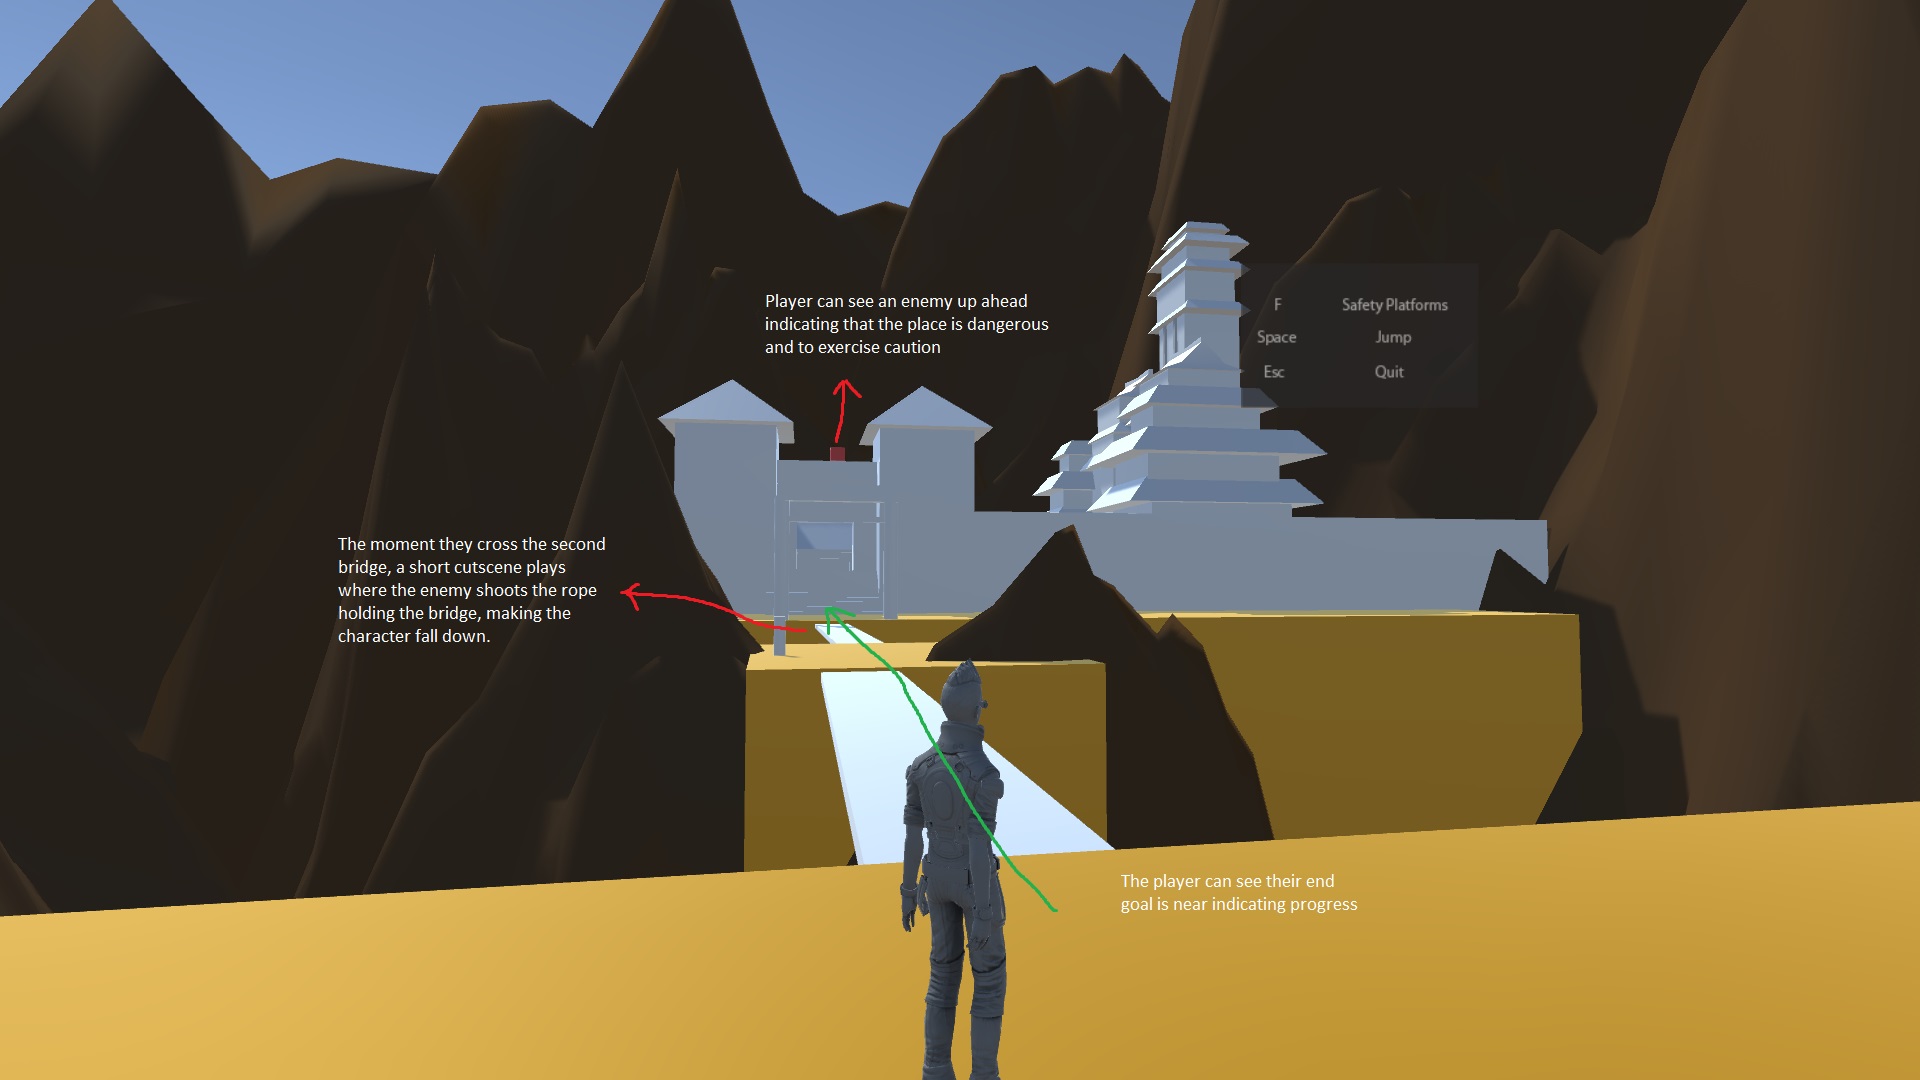 Player can see an enemy up ahead
indicating that the place is dangerous
and to exercise caution
F Safety Platforms
Space Jump
Esc Quit
The moment they cross the second
bridge, a short cutscene plays
where the enemy shoots the rope
holding the bridge, making the
character fall down.
The player can see their end
goal is near indicating progress